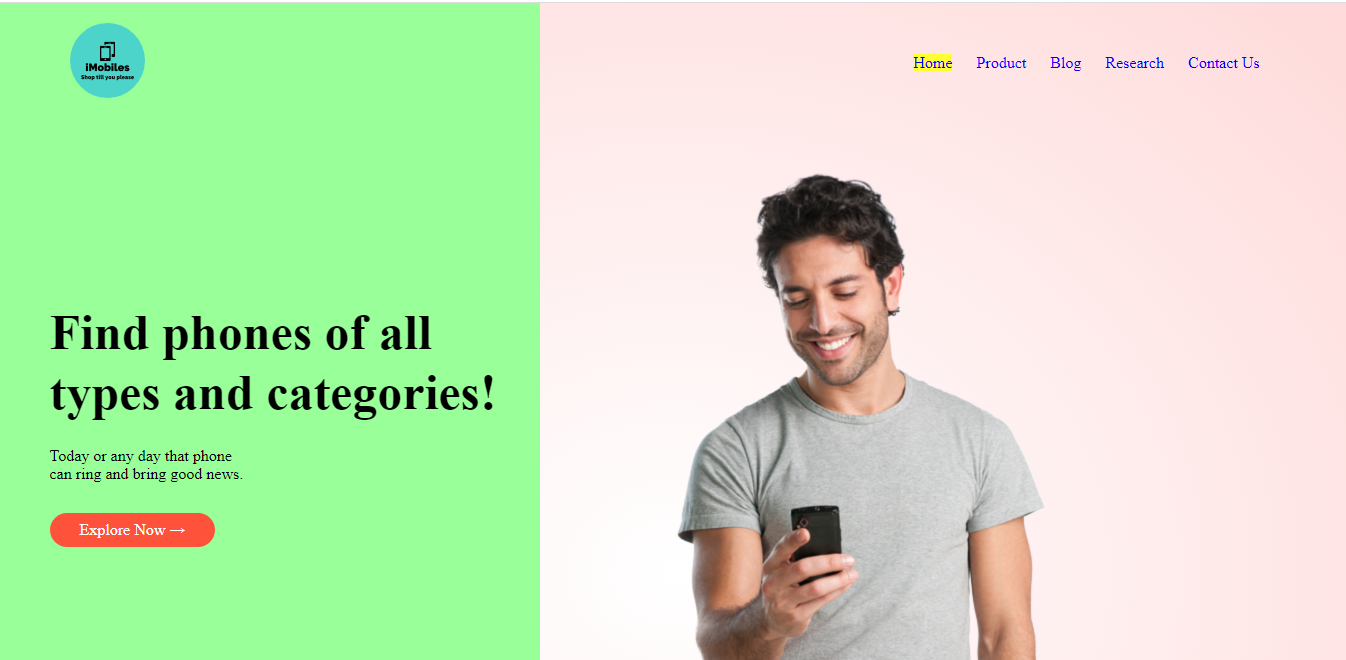 iMobiles
Shop till you please
Home Product Blog Research Contact Us
Find phones of all
types and categories!
Today or any day that phone
can ring and bring good news.
Explore Now →